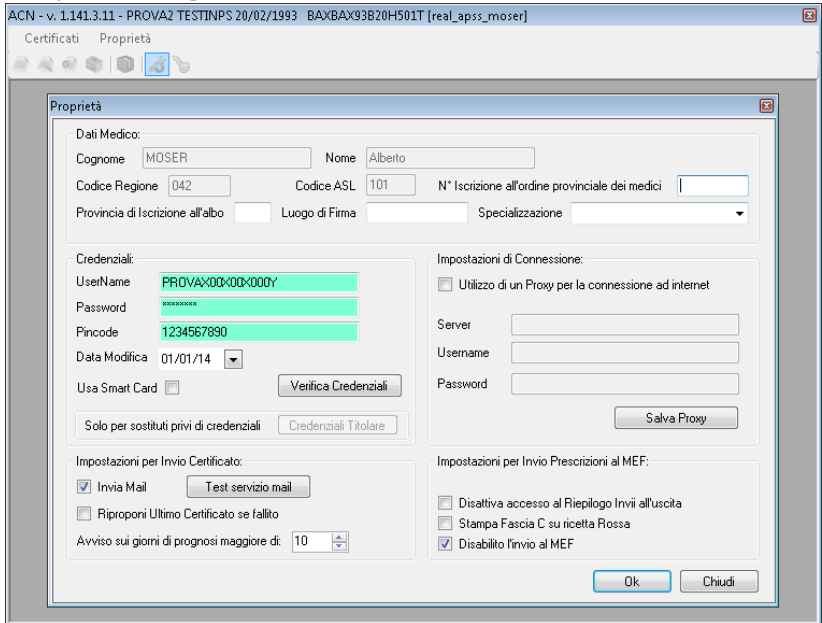 ACN - v. 1.141.3.11 - PROVA2 TESTINPS 20/02/1993   BAXBAX93B20H501T [real_apss_moser]
Certificati   Proprietà
Proprietà
Dati Medico:
Cognome   MOSER   Nome   Alberto
Codice Regione   042   Codice ASL   101   N° Iscrizione all'ordine provinciale dei medici
Provincia di Iscrizione all'albo   Luogo di Firma   Specializzazione
Credenziali:
UserName   PROVAX00X00X000Y
Password   ********
Pincode   1234567890
Data Modifica   01/01/14
Usa Smart Card   Verifica Credenziali
Solo per sostituti privi di credenziali   Credenziali Titolare
Impostazioni di Connessione:
Utilizzo di un Proxy per la connessione ad internet
Server
Username
Password
Salva Proxy
Impostazioni per Invio Certificato:
Invia Mail   Test servizio mail
Riproponi Ultimo Certificato se fallito
Avviso sui giorni di prognosi maggiore di:   10
Impostazioni per Invio Prescrizioni al MEF:
Disattiva accesso al Riepilogo Invii all'uscita
Stampa Fascia C su ricetta Rossa
Disabilito l'invio al MEF
Ok   Chiudi